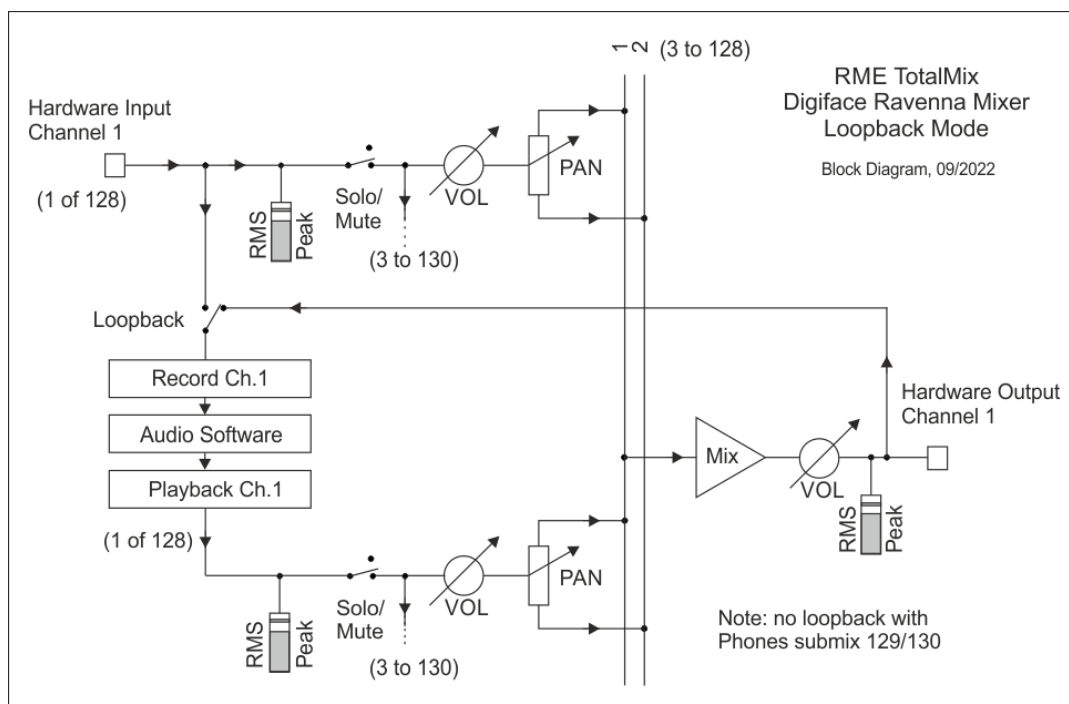 1
2
(3 to 128)
RME TotalMix
Digiface Ravenna Mixer
Loopback Mode
Block Diagram, 09/2022
Hardware Input
Channel 1
(1 of 128)
RMS
Peak
Solo/
Mute
(3 to 130)
VOL
PAN
Loopback
Record Ch.1
Audio Software
Playback Ch.1
(1 of 128)
Hardware Output
Channel 1
Mix
VOL
RMS
Peak
RMS
Peak
Solo/
Mute
(3 to 130)
VOL
PAN
Note: no loopback with
Phones submix 129/130